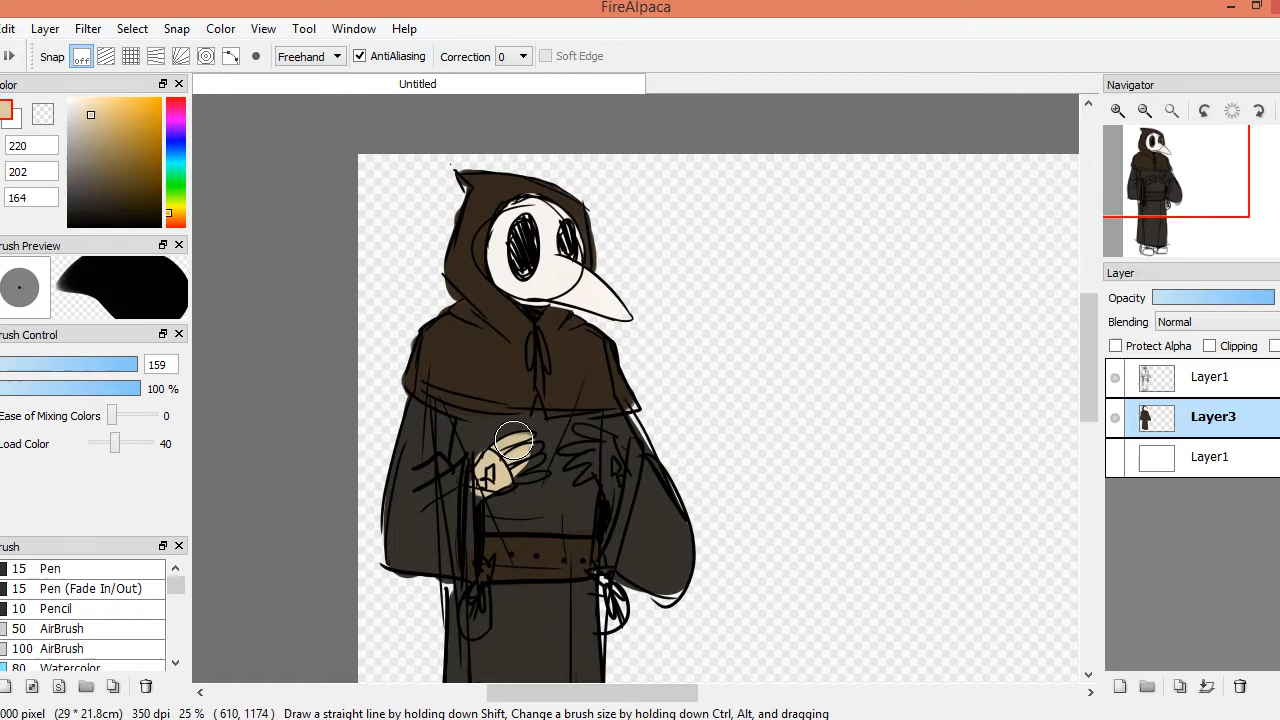 FireAlpaca
Edit Layer Filter Select Snap Color View Tool Window Help
Snap off Freehand AntiAliasing Correction 0 Soft Edge
olor
Untitled
Navigator
220
202
164
rush Preview
Layer
Opacity
Blending Normal
Protect Alpha Clipping
rush Control
159
100 %
Ease of Mixing Colors 0
Load Color 40
Layer1
Layer3
Layer1
rush
15 Pen
15 Pen (Fade In/Out)
10 Pencil
50 AirBrush
100 AirBrush
80 Watercolor
000 pixel (29 * 21.8cm) 350 dpi 25 % ( 610, 1174 ) Draw a straight line by holding down Shift, Change a brush size by holding down Ctrl, Alt, and dragging